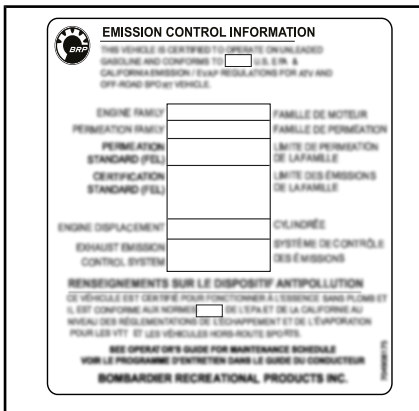 BRP
EMISSION CONTROL INFORMATION
THIS VEHICLE IS CERTIFIED TO OPERATE ON UNLEADED
GASOLINE AND CONFORMS TO U.S. EPA &
CALIFORNIA EMISSION / EVAP REGULATIONS FOR ATV AND
OFF-ROAD SPORT VEHICLE.
ENGINE FAMILY FAMILLE DE MOTEUR
PERMEATION FAMILY FAMILLE DE PERMÉATION
PERMEATION STANDARD (FEL) LIMITE DE PERMEATION DE LA FAMILLE
CERTIFICATION STANDARD (FEL) LIMITE DES ÉMISSIONS DE LA FAMILLE
ENGINE DISPLACEMENT CYLINDRÉE
EXHAUST EMISSION CONTROL SYSTEM SYSTÈME DE CONTRÔLE DES ÉMISSIONS
RENSEIGNEMENTS SUR LE DISPOSITIF ANTIPOLLUTION
CE VÉHICULE EST CERTIFIÉ POUR FONCTIONNER À L'ESSENCE SANS PLOMB ET
IL EST CONFORME AUX NORMES DE L'EPA ET DE LA CALIFORNIE AU
NIVEAU DES RÉGLEMENTATIONS DE L'ÉCHAPPEMENT ET DE L'ÉVAPORATION
POUR LES VTT ET LES VÉHICULES HORS-ROUTE SPORTS.
SEE OPERATOR'S GUIDE FOR MAINTENANCE SCHEDULE
VOIR LE PROGRAMME D'ENTRETIEN DANS LE GUIDE DU CONDUCTEUR
BOMBARDIER RECREATIONAL PRODUCTS INC.